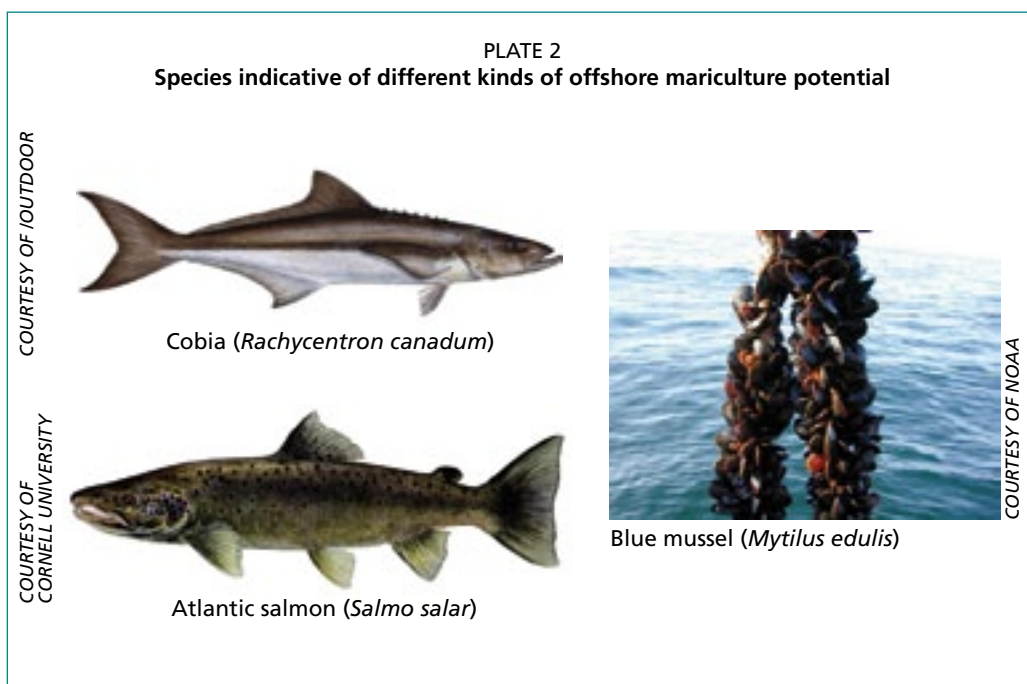 PLATE 2
Species indicative of different kinds of offshore mariculture potential
COURTESY OF /OUTDOOR
Cobia (Rachycentron canadum)
COURTESY OF
CORNELL UNIVERSITY
Atlantic salmon (Salmo salar)
COURTESY OF NOAA
Blue mussel (Mytilus edulis)